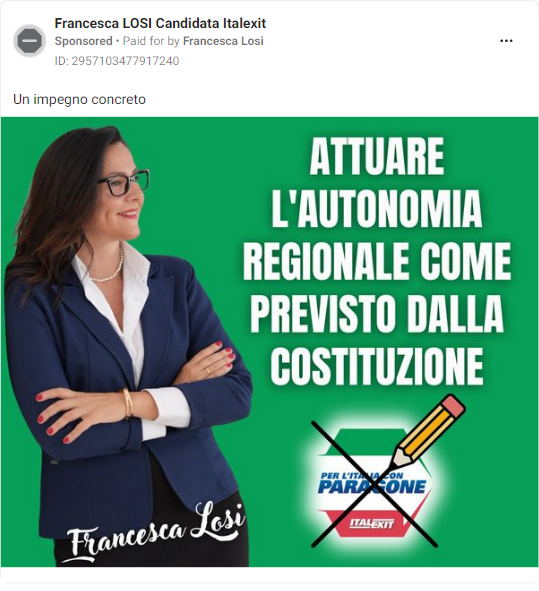 Francesca LOSI Candidata Italexit
Sponsored • Paid for by Francesca Losi
ID: 2957103477917240
Un impegno concreto
ATTUARE
L'AUTONOMIA
REGIONALE COME
PREVISTO DALLA
COSTITUZIONE
PER L'ITALIA CON
PARAGONE
ITALEXIT
Francesca Losi